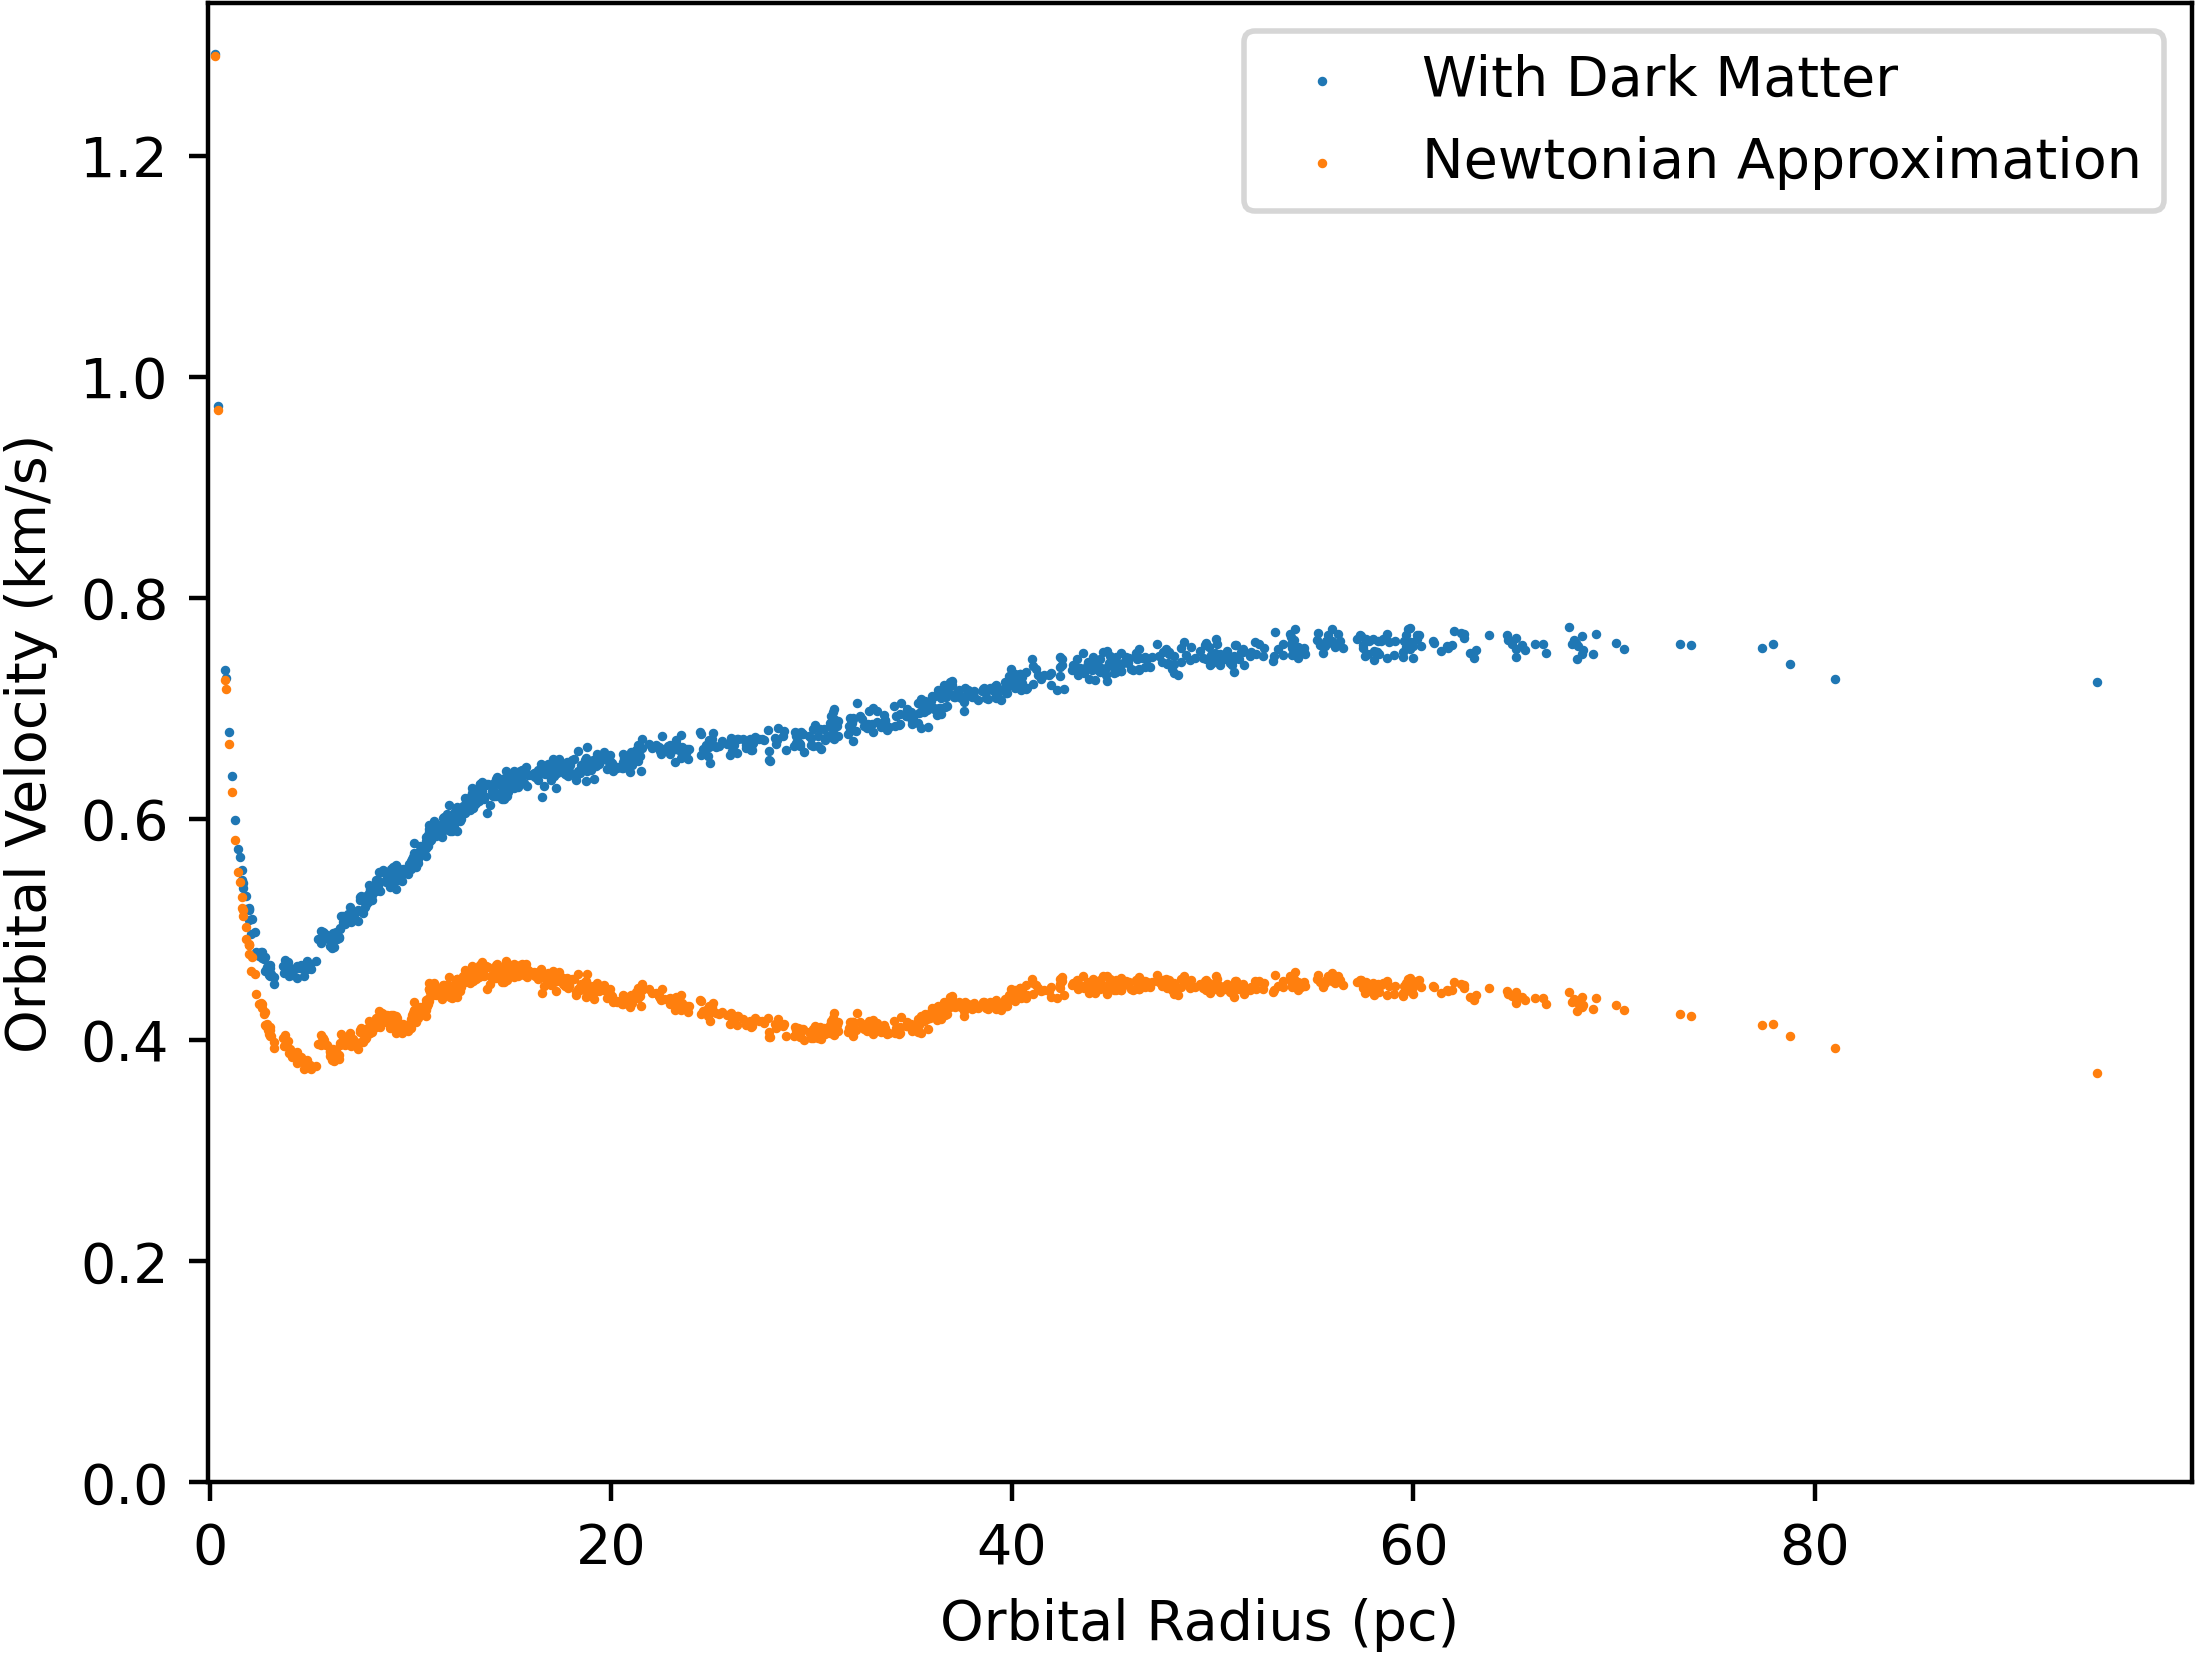 With Dark Matter
Newtonian Approximation
1.2
1.0
0.8
0.6
0.4
0.2
0.0
0 20 40 60 80
Orbital Velocity (km/s)
Orbital Radius (pc)